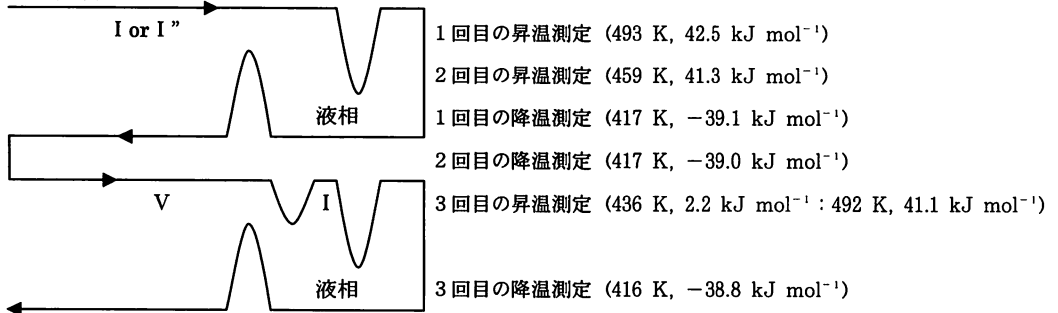 I or I ”
1回目の昇温測定 (493 K, 42.5 kJ mol⁻¹)
2回目の昇温測定 (459 K, 41.3 kJ mol⁻¹)
液相
1回目の降温測定 (417 K, −39.1 kJ mol⁻¹)
2回目の降温測定 (417 K, −39.0 kJ mol⁻¹)
V
I
3回目の昇温測定 (436 K, 2.2 kJ mol⁻¹ : 492 K, 41.1 kJ mol⁻¹)
液相
3回目の降温測定 (416 K, −38.8 kJ mol⁻¹)